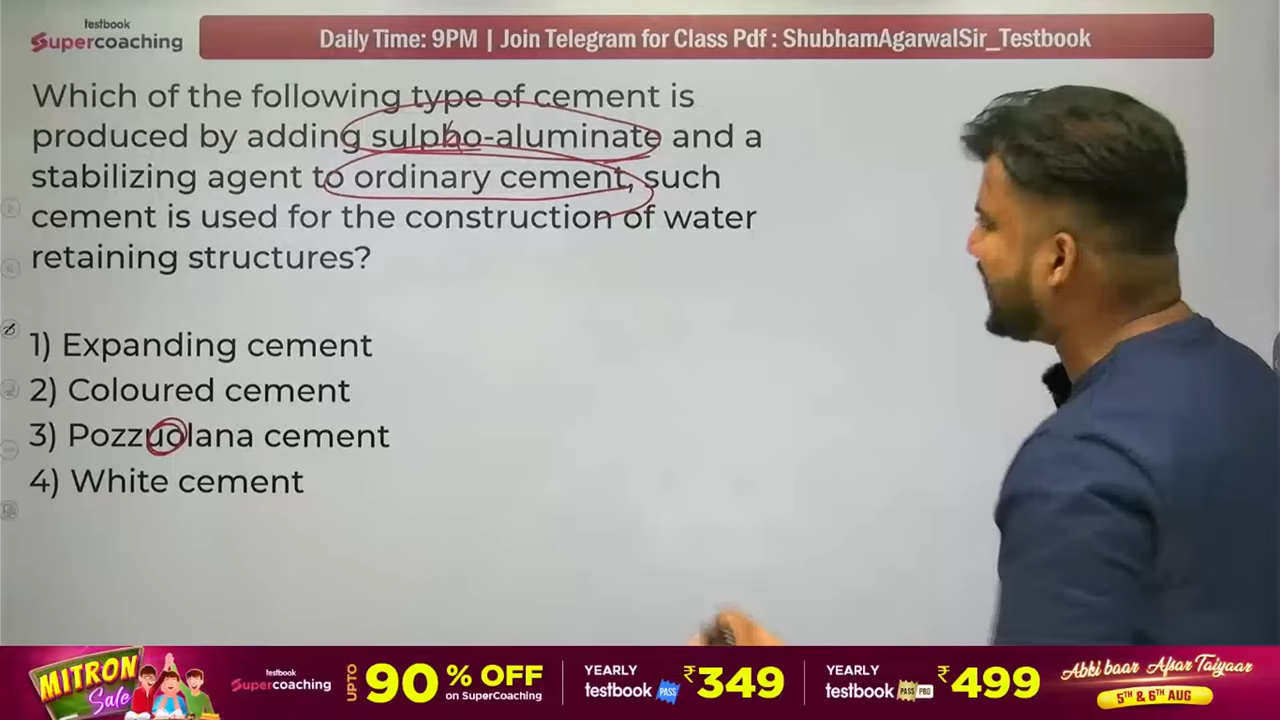 testbook
Supercoaching
Daily Time: 9PM | Join Telegram for Class Pdf : ShubhamAgarwalSir_Testbook
Which of the following type of cement is
produced by adding sulpho-aluminate and a
stabilizing agent to ordinary cement, such
cement is used for the construction of water
retaining structures?
1) Expanding cement
2) Coloured cement
3) Pozzuolana cement
4) White cement
MITRON
Sale
testbook
Supercoaching
UPTO 90% OFF
on SuperCoaching
YEARLY
testbook PASS
₹349
YEARLY
testbook PASS PRO
₹499
Abki baar Afsar Taiyaar
5TH & 6TH AUG